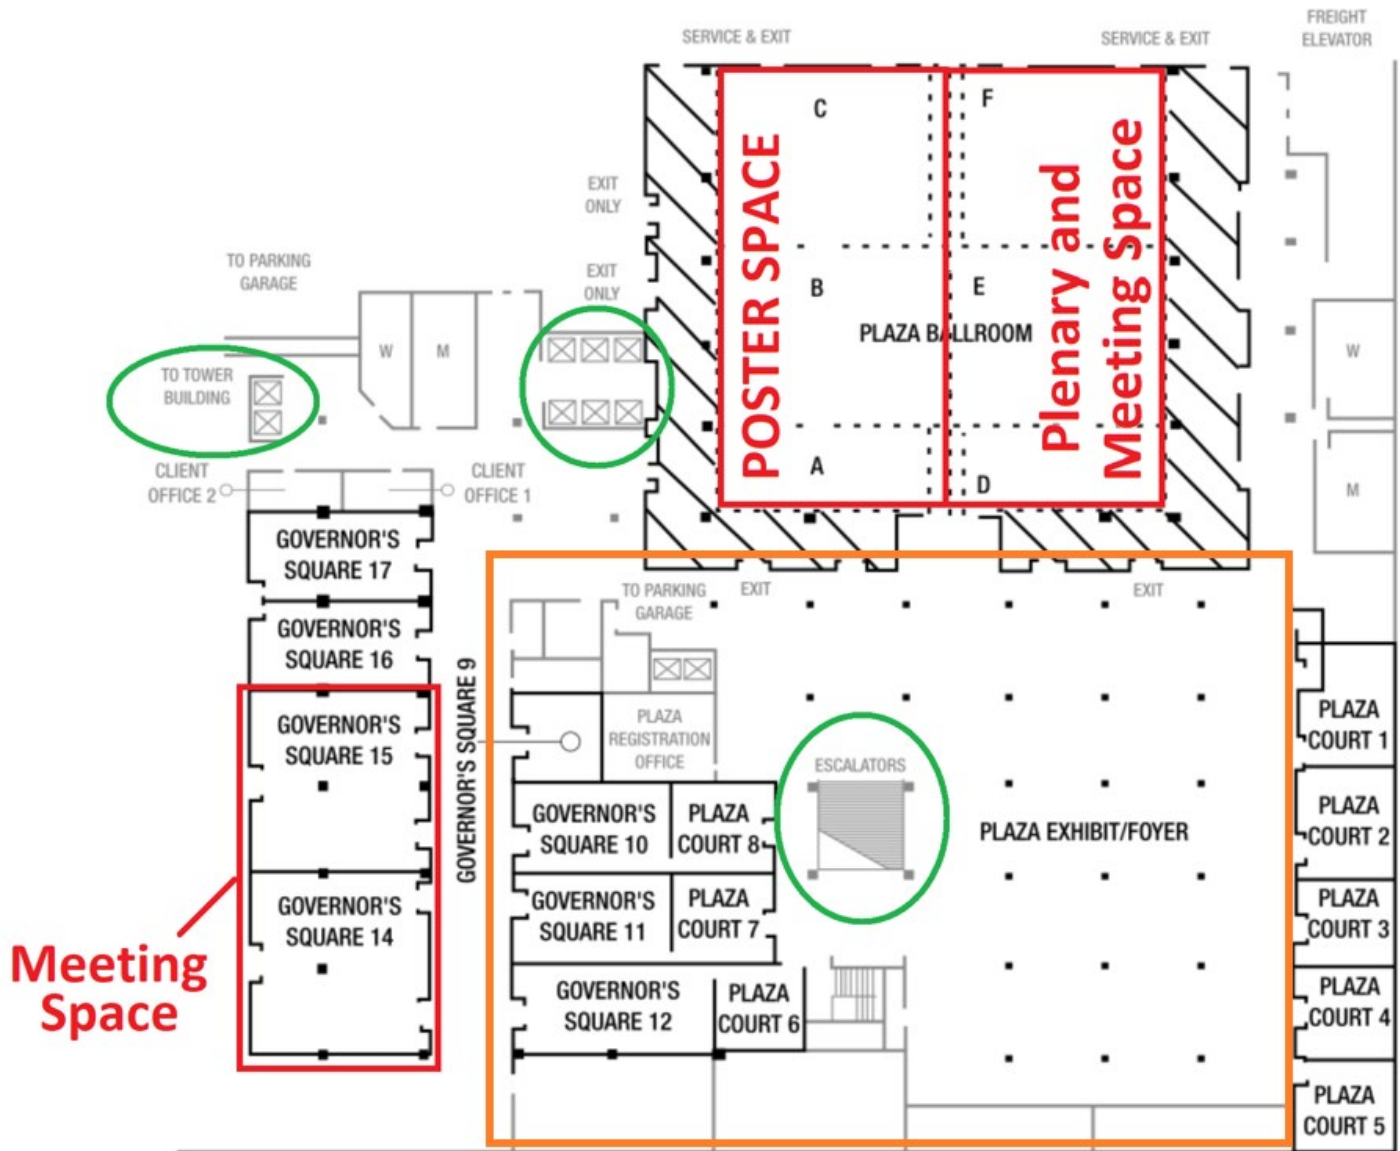 FREIGHT
ELEVATOR
SERVICE & EXIT
SERVICE & EXIT
C
F
POSTER SPACE
Plenary and
Meeting Space
EXIT
ONLY
TO PARKING
GARAGE
EXIT
ONLY
B
E
PLAZA BALLROOM
W
M
W
TO TOWER
BUILDING
A
D
CLIENT
OFFICE 2
CLIENT
OFFICE 1
M
GOVERNOR'S
SQUARE 17
TO PARKING
GARAGE
EXIT
EXIT
GOVERNOR'S
SQUARE 16
GOVERNOR'S SQUARE 9
GOVERNOR'S
SQUARE 15
PLAZA
REGISTRATION
OFFICE
PLAZA
COURT 1
ESCALATORS
GOVERNOR'S
SQUARE 10
PLAZA
COURT 8
PLAZA EXHIBIT/FOYER
PLAZA
COURT 2
GOVERNOR'S
SQUARE 14
GOVERNOR'S
SQUARE 11
PLAZA
COURT 7
PLAZA
COURT 3
Meeting
Space
GOVERNOR'S
SQUARE 12
PLAZA
COURT 6
PLAZA
COURT 4
PLAZA
COURT 5